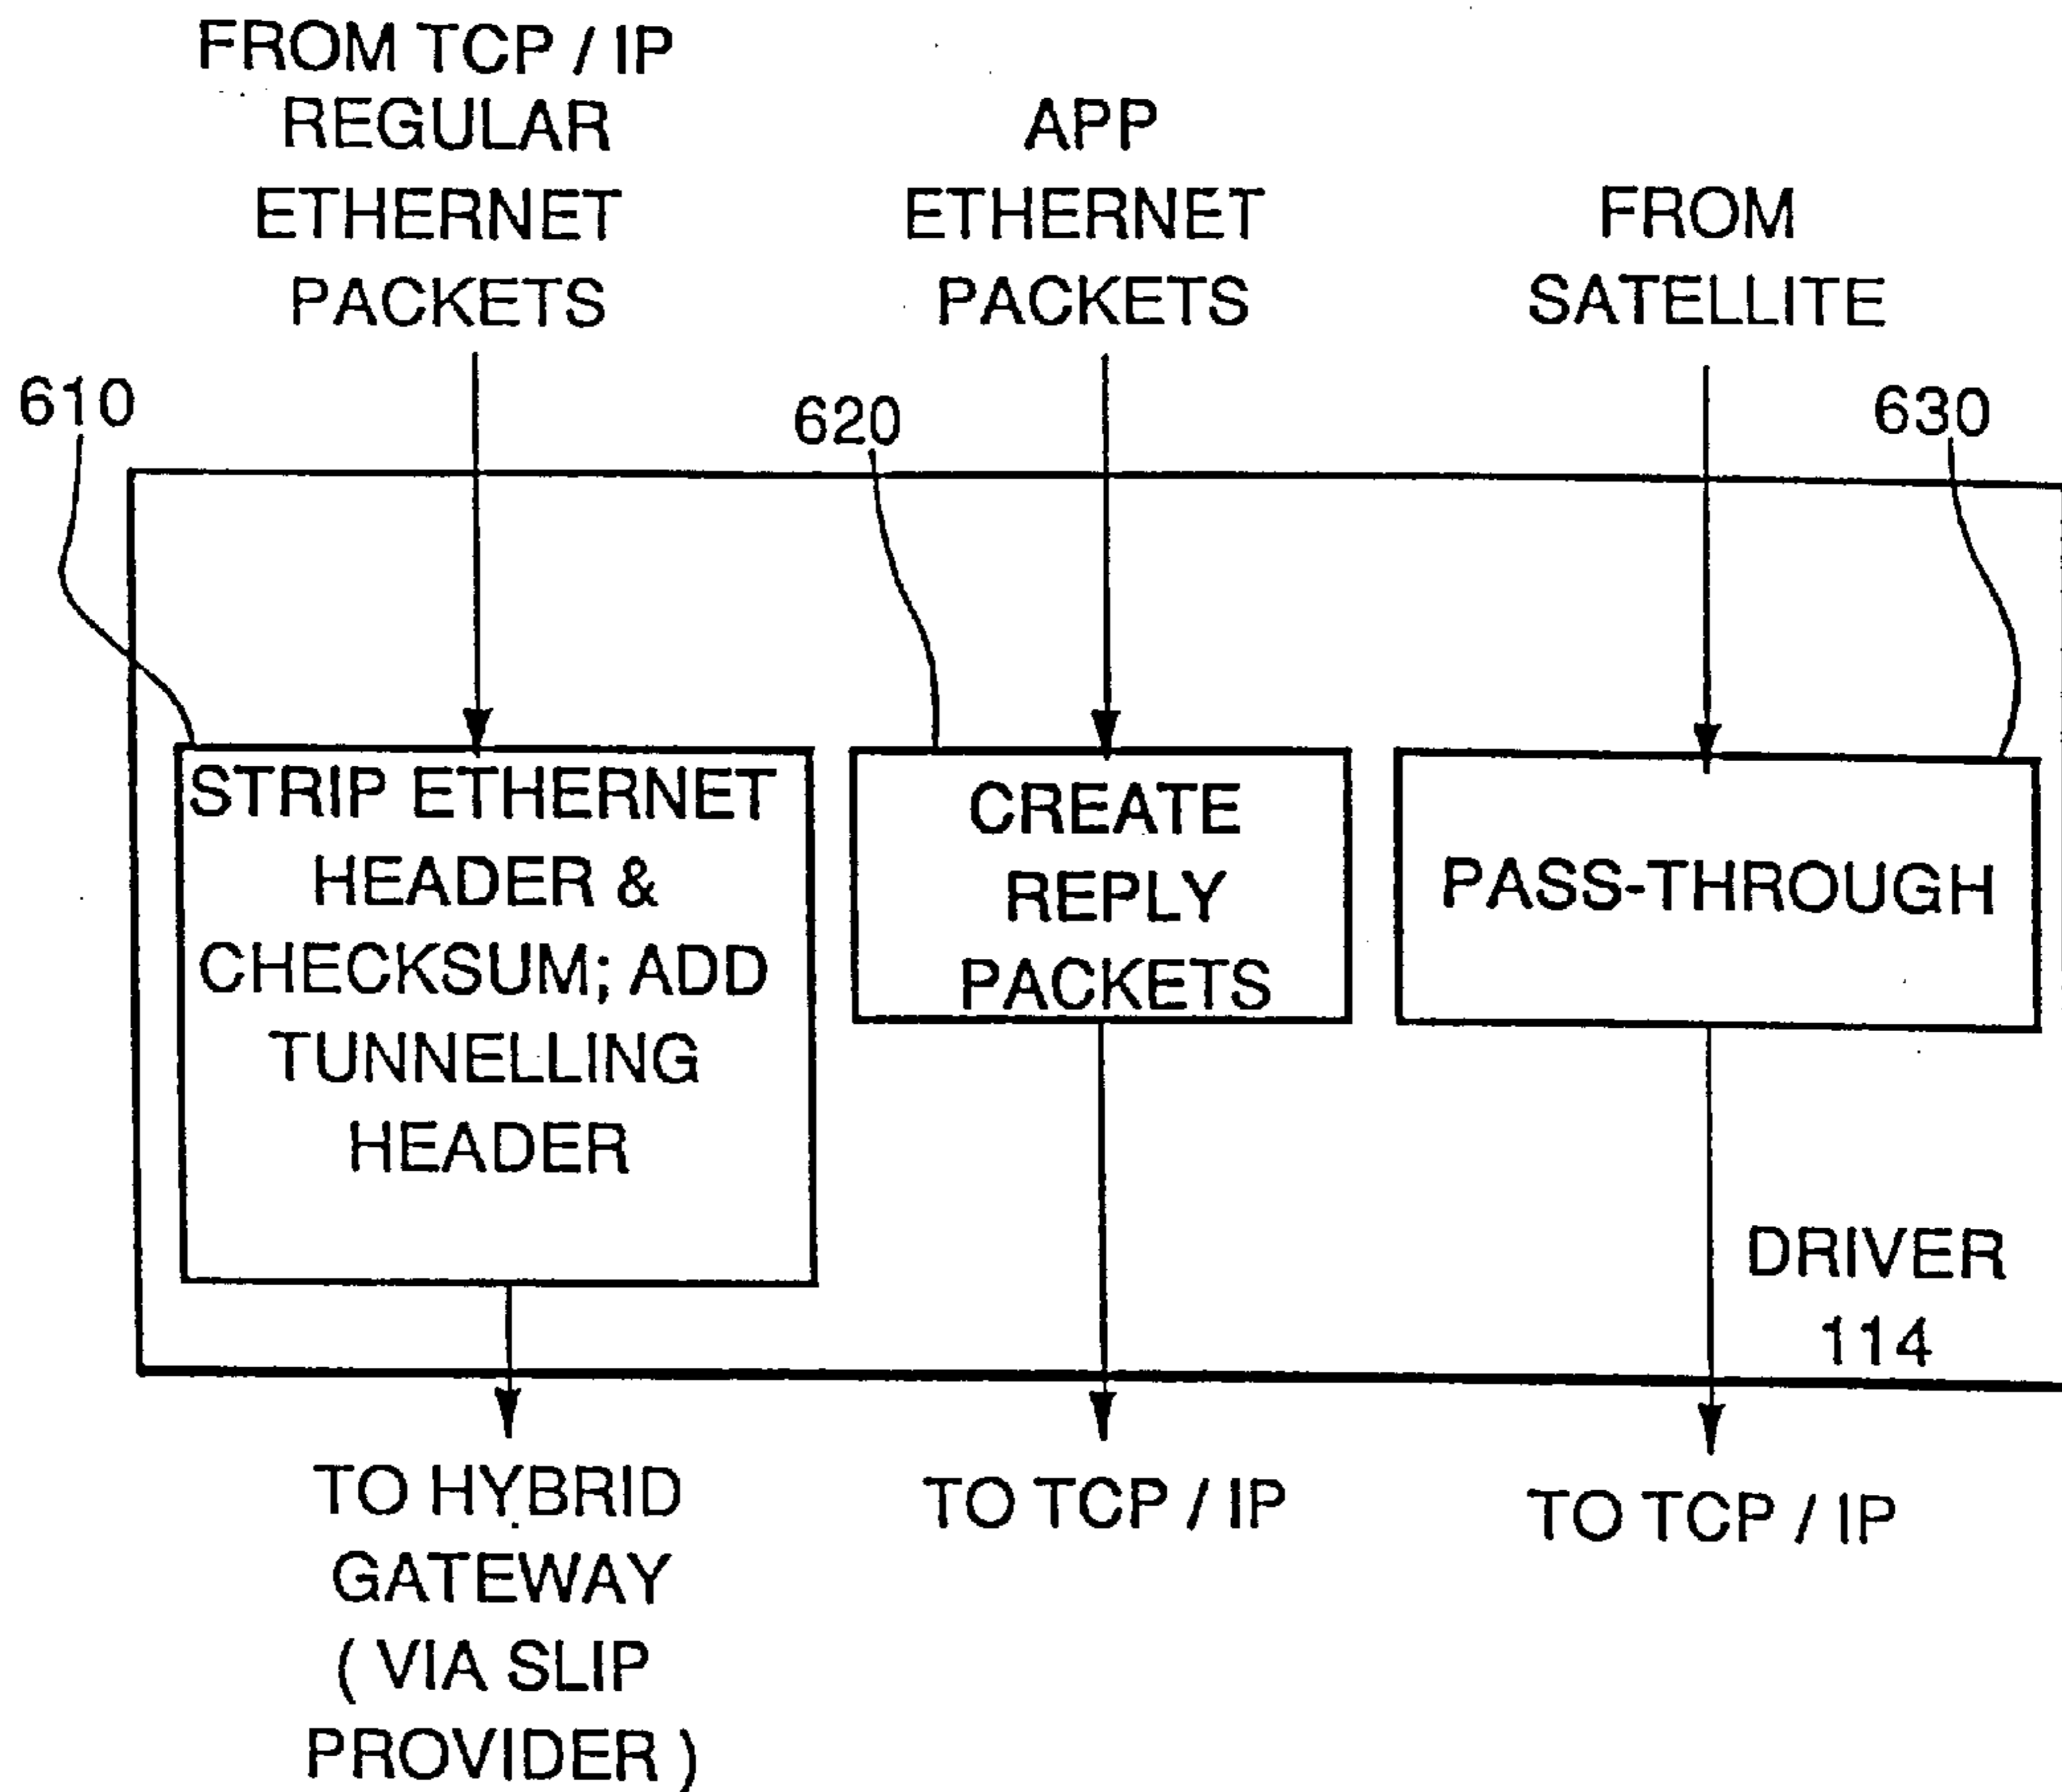 FROM TCP / IP
REGULAR
ETHERNET
PACKETS
APP
ETHERNET
PACKETS
FROM
SATELLITE
610
620
630
STRIP ETHERNET
HEADER &
CHECKSUM; ADD
TUNNELLING
HEADER
CREATE
REPLY
PACKETS
PASS-THROUGH
DRIVER
114
TO HYBRID
GATEWAY
( VIA SLIP
PROVIDER )
TO TCP / IP
TO TCP / IP